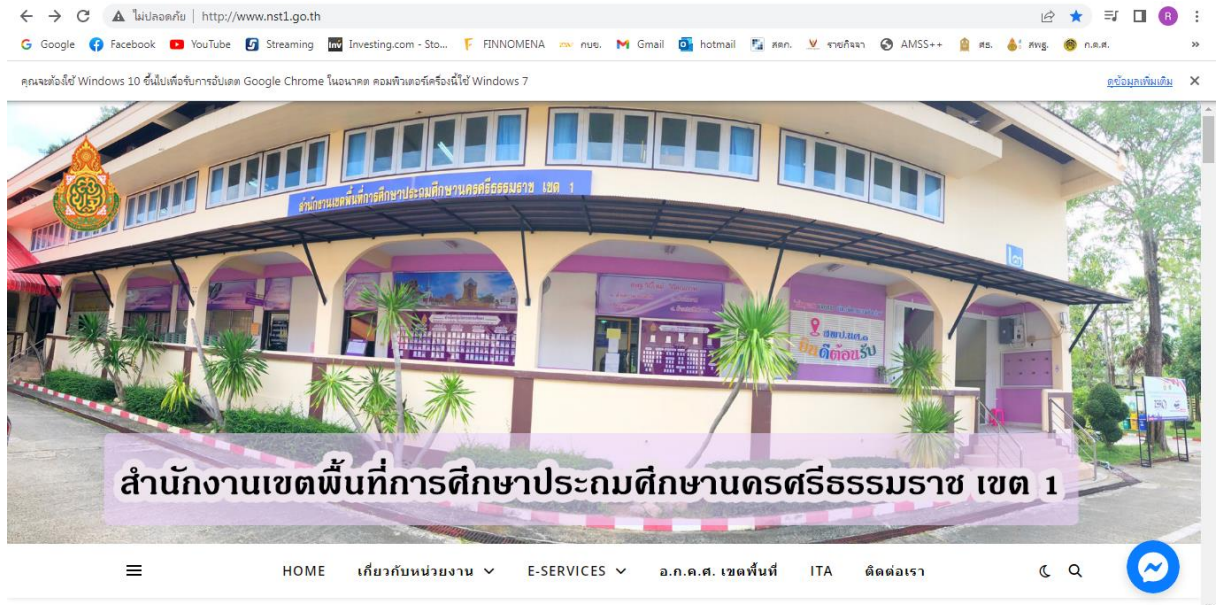 ไม่ปลอดภัย | http://www.nst1.go.th
Google Facebook YouTube Streaming Investing.com - Sto... FINNOMENA กบข. Gmail hotmail สตก. ราชกิจจา AMSS++ ศธ. สพฐ. ก.ค.ศ. »
คุณจะต้องใช้ Windows 10 ขึ้นไปเพื่อรับการอัปเดต Google Chrome ในอนาคต คอมพิวเตอร์เครื่องนี้ใช้ Windows 7 ดูข้อมูลเพิ่มเติม
สำนักงานเขตพื้นที่การศึกษาประถมศึกษานครศรีธรรมราช เขต 1
สพป.นศ.๑
ยินดีต้อนรับ
สำนักงานเขตพื้นที่การศึกษาประถมศึกษานครศรีธรรมราช เขต 1
HOME เกี่ยวกับหน่วยงาน E-SERVICES อ.ก.ค.ศ. เขตพื้นที่ ITA ติดต่อเรา